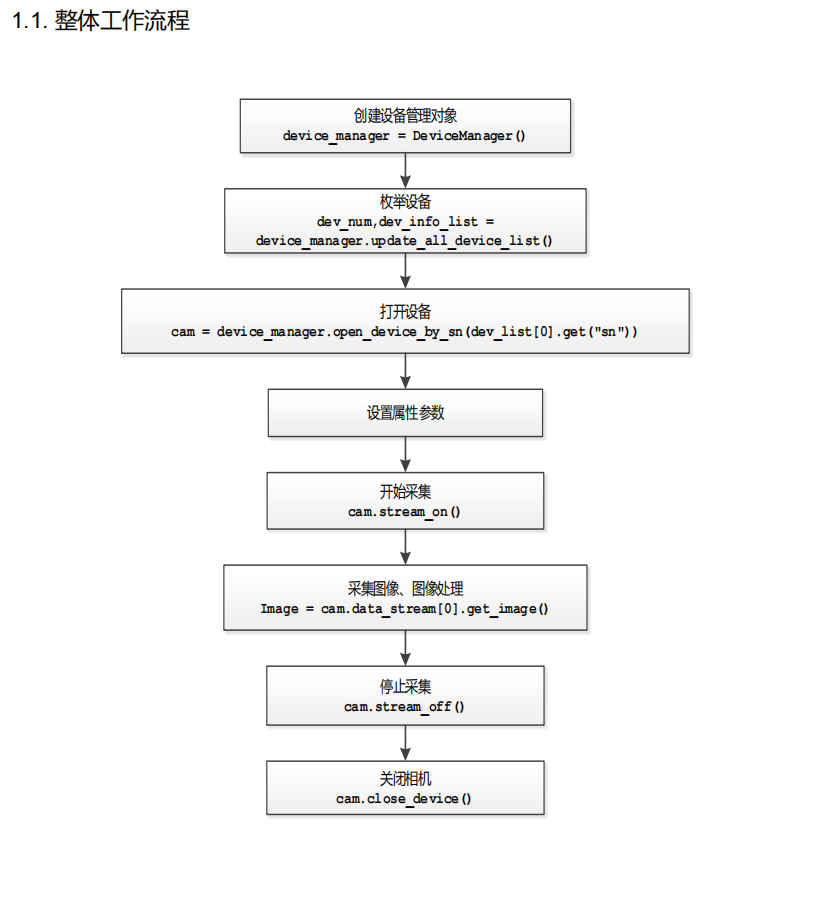 1.1. 整体工作流程
创建设备管理对象
device_manager = DeviceManager()
枚举设备
dev_num,dev_info_list =
device_manager.update_all_device_list()
打开设备
cam = device_manager.open_device_by_sn(dev_list[0].get("sn"))
设置属性参数
开始采集
cam.stream_on()
采集图像、图像处理
Image = cam.data_stream[0].get_image()
停止采集
cam.stream_off()
关闭相机
cam.close_device()